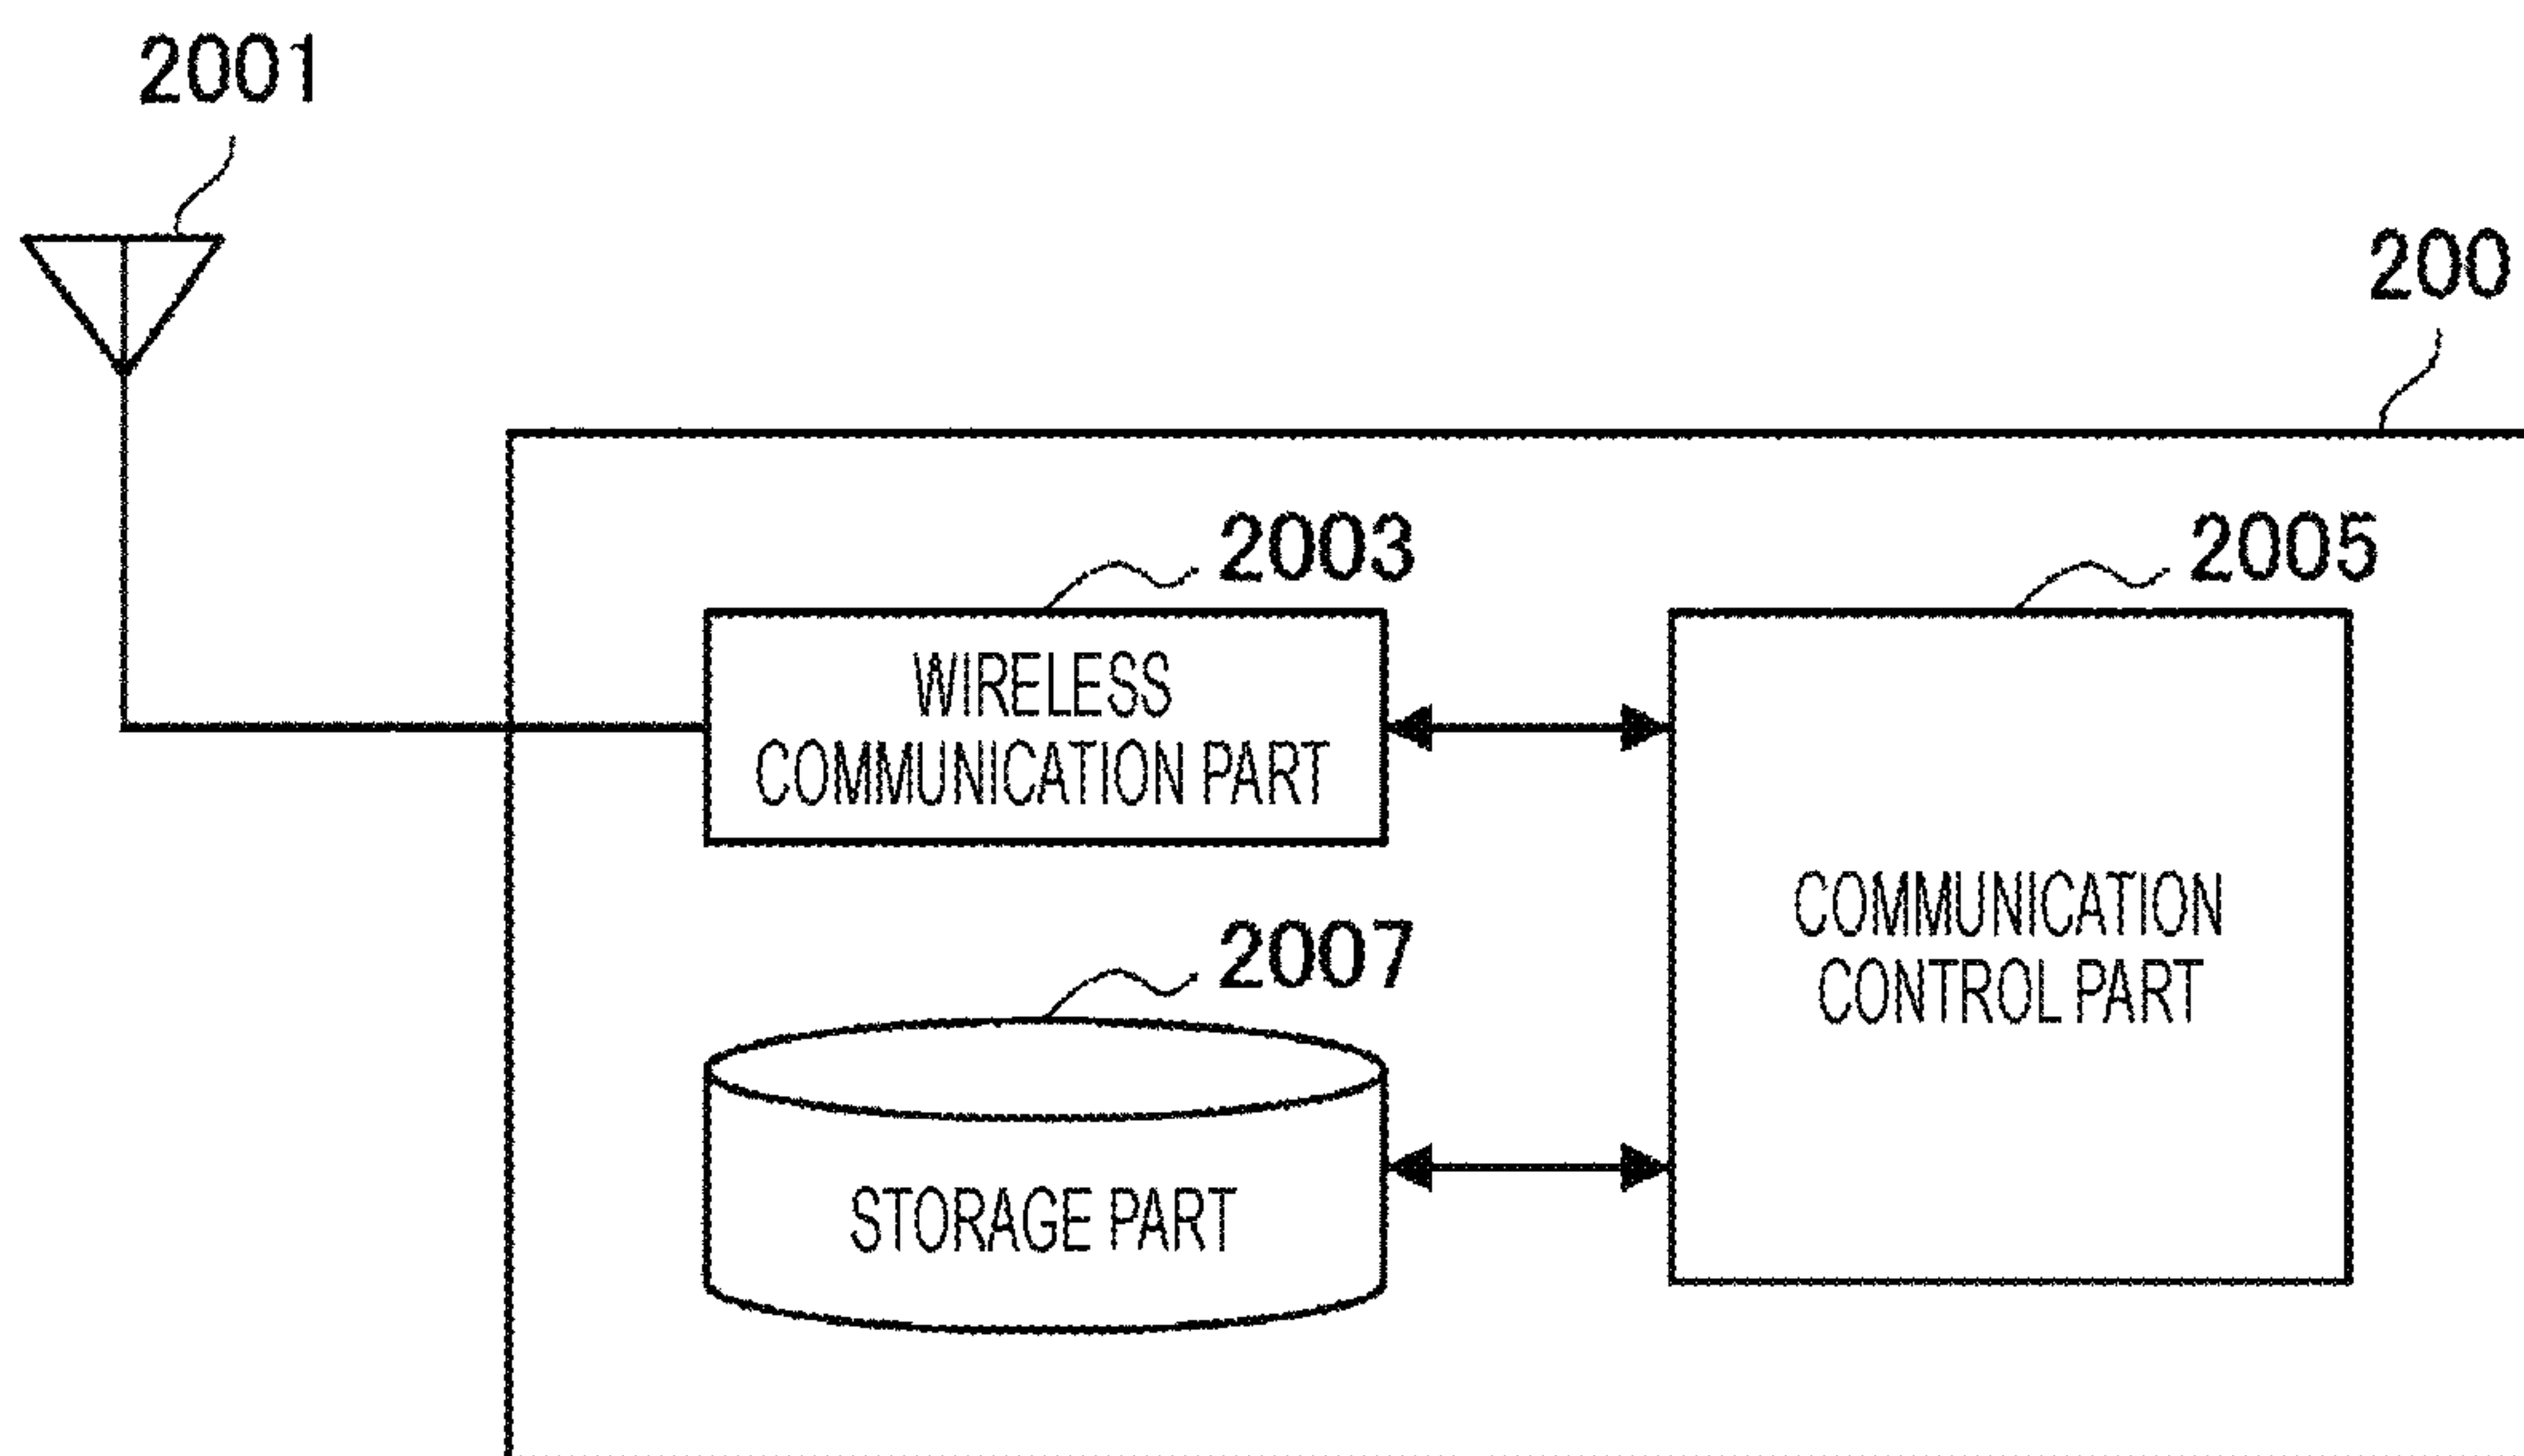 2001
200
2003
2005
WIRELESS
COMMUNICATION PART
COMMUNICATION
CONTROL PART
2007
STORAGE PART